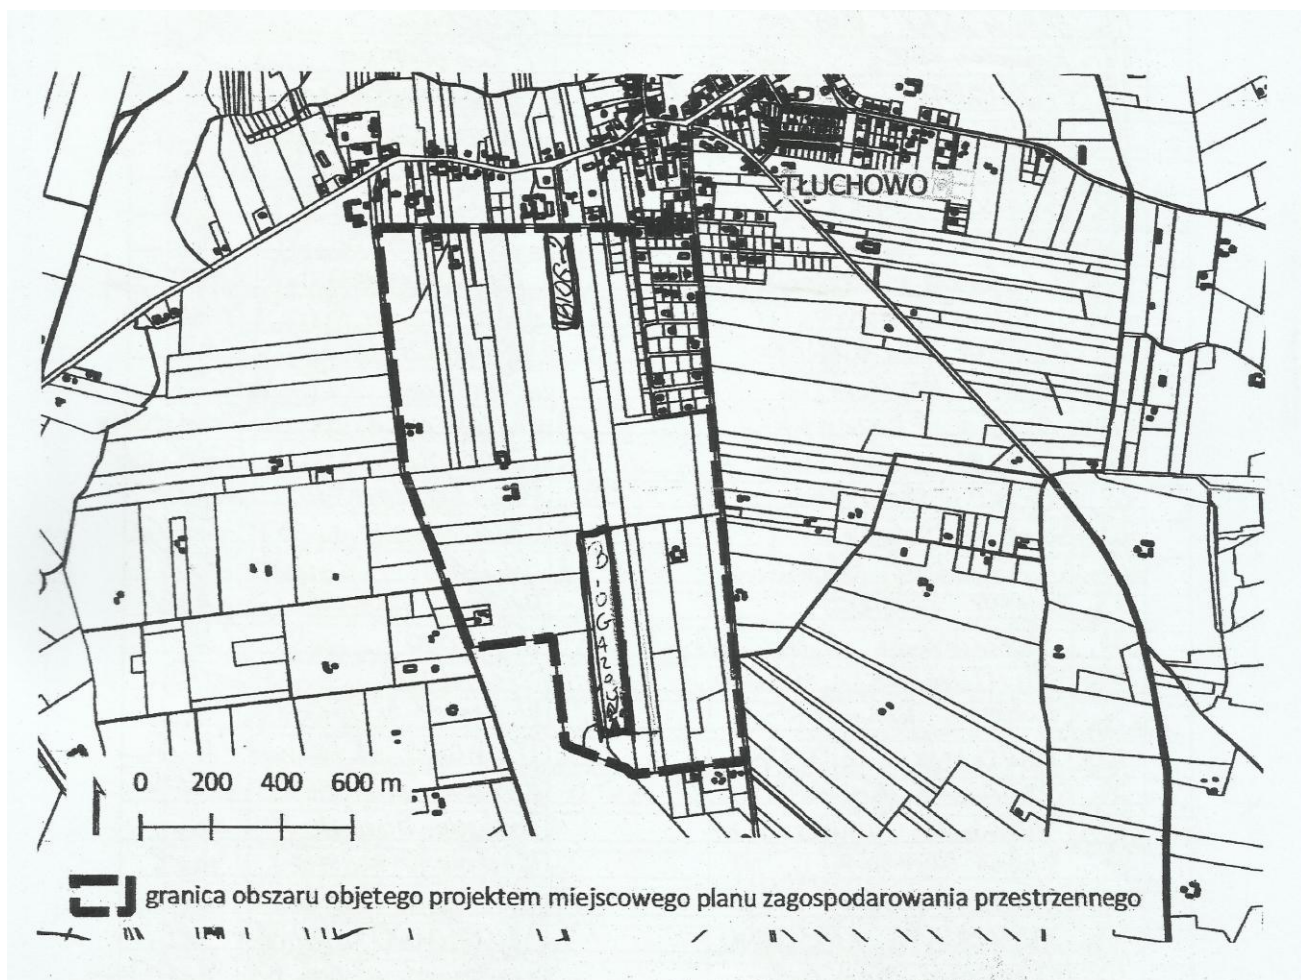 TŁUCHOWO
BIOGAZOWNIA
0 200 400 600 m
granica obszaru objętego projektem miejscowego planu zagospodarowania przestrzennego